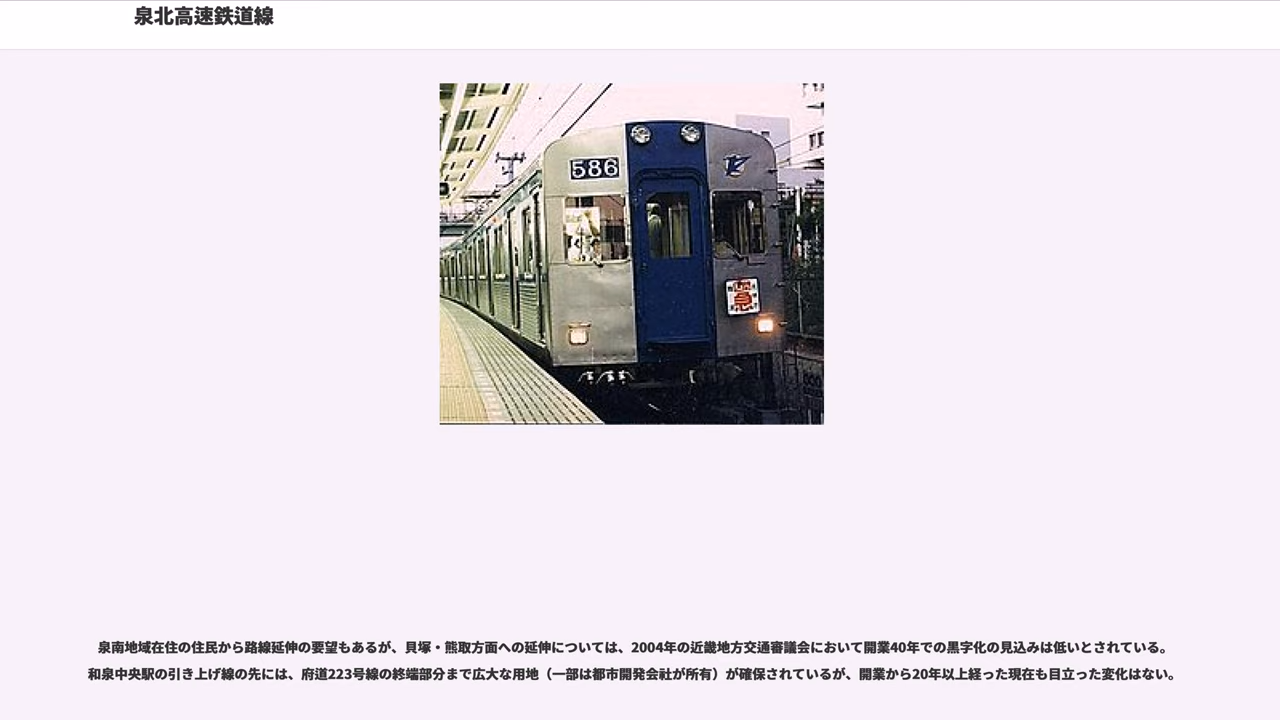 泉北高速鉄道線
586
泉南地域在住の住民から路線延伸の要望もあるが、貝塚・熊取方面への延伸については、2004年の近畿地方交通審議会において開業40年での黒字化の見込みは低いとされている。
和泉中央駅の引き上げ線の先には、府道223号線の終端部分まで広大な用地（一部は都市開発会社が所有）が確保されているが、開業から20年以上経った現在も目立った変化はない。